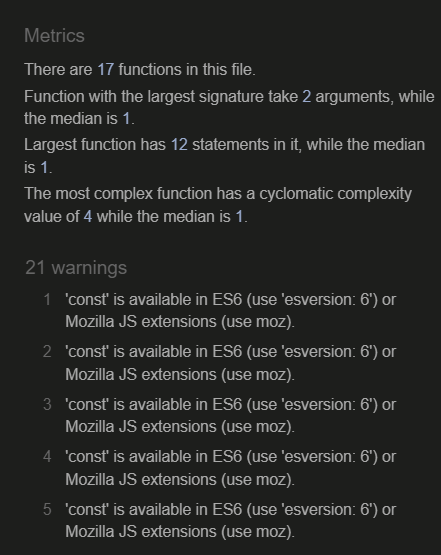 Metrics
There are 17 functions in this file.
Function with the largest signature take 2 arguments, while
the median is 1.
Largest function has 12 statements in it, while the median
is 1.
The most complex function has a cyclomatic complexity
value of 4 while the median is 1.
21 warnings
1 'const' is available in ES6 (use 'esversion: 6') or
Mozilla JS extensions (use moz).
2 'const' is available in ES6 (use 'esversion: 6') or
Mozilla JS extensions (use moz).
3 'const' is available in ES6 (use 'esversion: 6') or
Mozilla JS extensions (use moz).
4 'const' is available in ES6 (use 'esversion: 6') or
Mozilla JS extensions (use moz).
5 'const' is available in ES6 (use 'esversion: 6') or
Mozilla JS extensions (use moz).